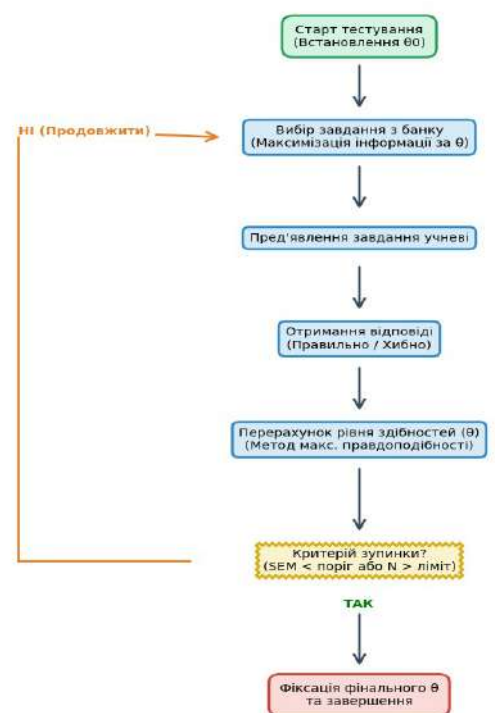 Старт тестування
(Встановлення θ0)
НІ (Продовжити)
Вибір завдання з банку
(Максимізація інформації за θ)
Пред'явлення завдання учневі
Отримання відповіді
(Правильно / Хибно)
Перерахунок рівня здібностей (θ)
(Метод макс. правдоподібності)
Критерій зупинки?
(SEM < поріг або N > ліміт)
ТАК
Фіксація фінального θ
та завершення